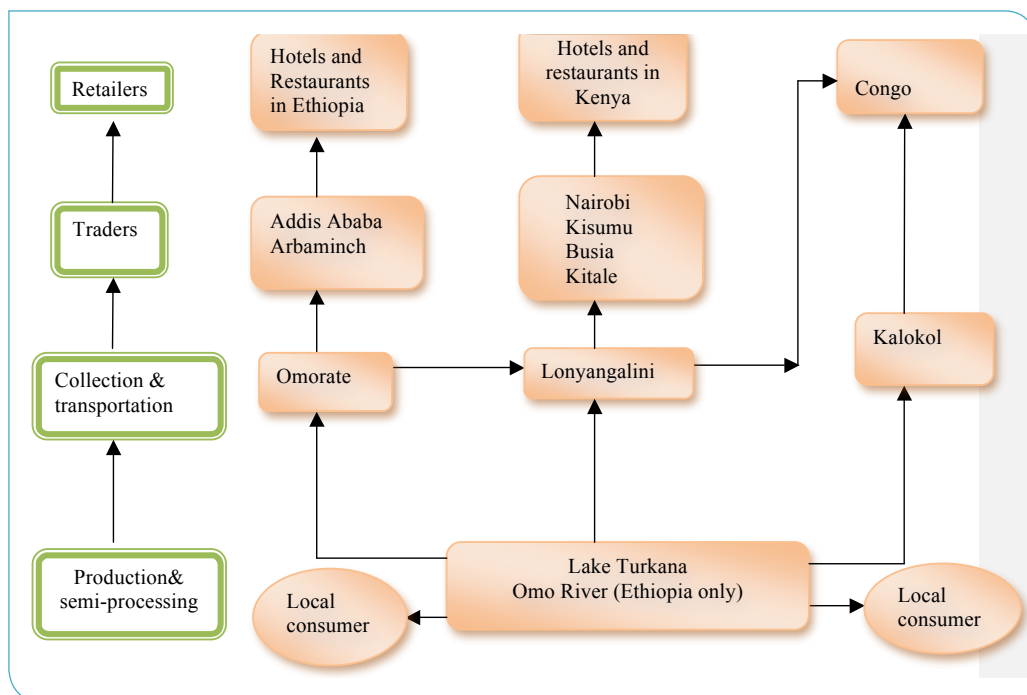 Retailers
Traders
Collection &
transportation
Production&
semi-processing
Hotels and
Restaurants
in Ethiopia
Addis Ababa
Arbaminch
Omorate
Hotels and
restaurants in
Kenya
Nairobi
Kisumu
Busia
Kitale
Lonyangalini
Congo
Kalokol
Lake Turkana
Omo River (Ethiopia only)
Local
consumer
Local
consumer